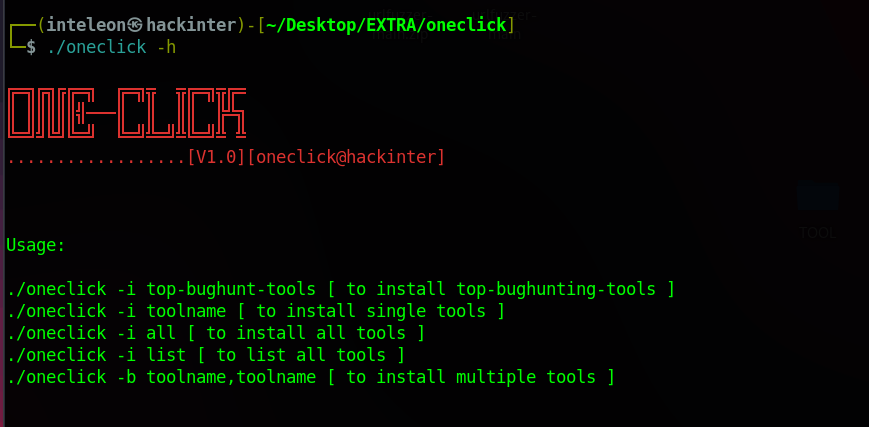 ┌──(inteleon㉿hackinter)-[~/Desktop/EXTRA/oneclick]
└─$ ./oneclick -h
ONE-CLICK
..................[V1.0][oneclick@hackinter]
Usage:
./oneclick -i top-bughunt-tools [ to install top-bughunting-tools ]
./oneclick -i toolname [ to install single tools ]
./oneclick -i all [ to install all tools ]
./oneclick -i list [ to list all tools ]
./oneclick -b toolname,toolname [ to install multiple tools ]
TOOL